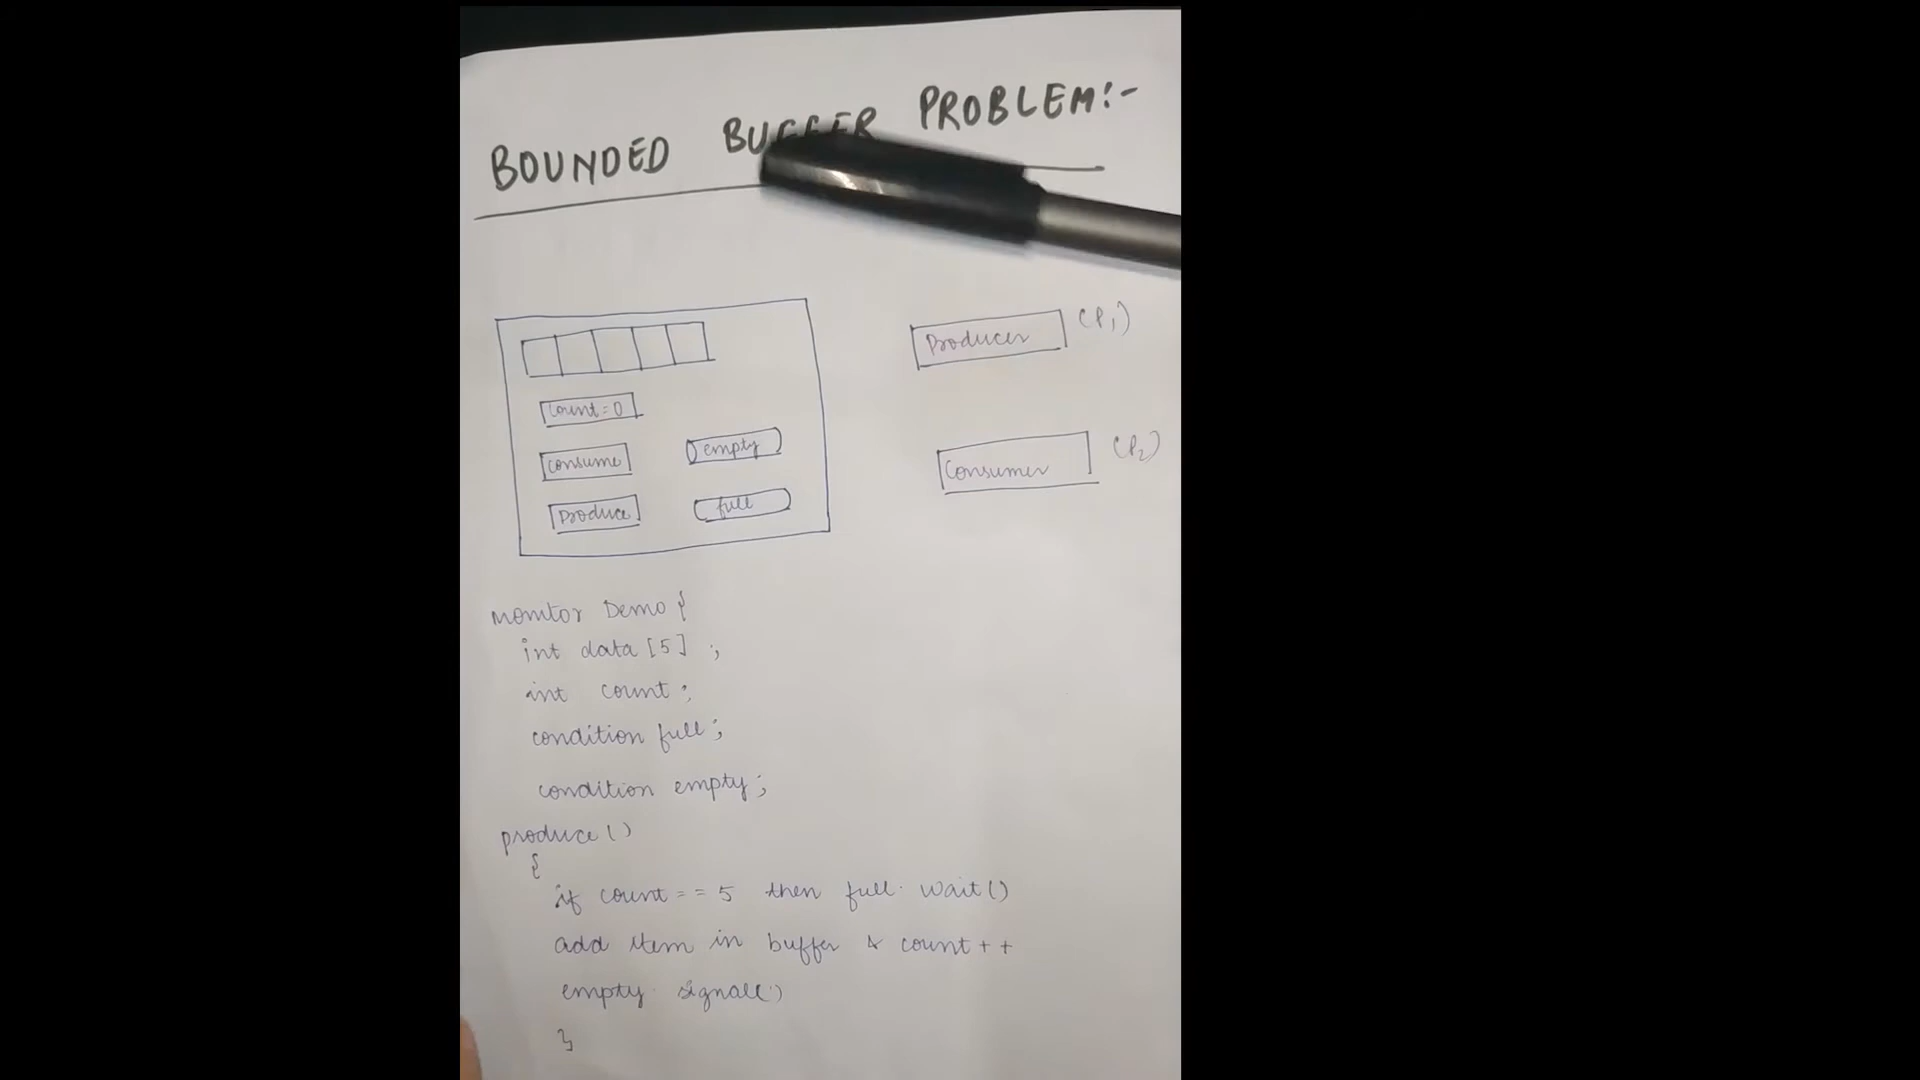 BOUNDED BUFFER PROBLEM:-
Producer (P1)
count=0
empty
consume
Consumer (P2)
full
Produce
monitor Demo {
int data [5] ;
int count ;
condition full ;
condition empty ;
produce ()
{
if count == 5 then full. wait ()
add item in buffer & count ++
empty. signal()
}